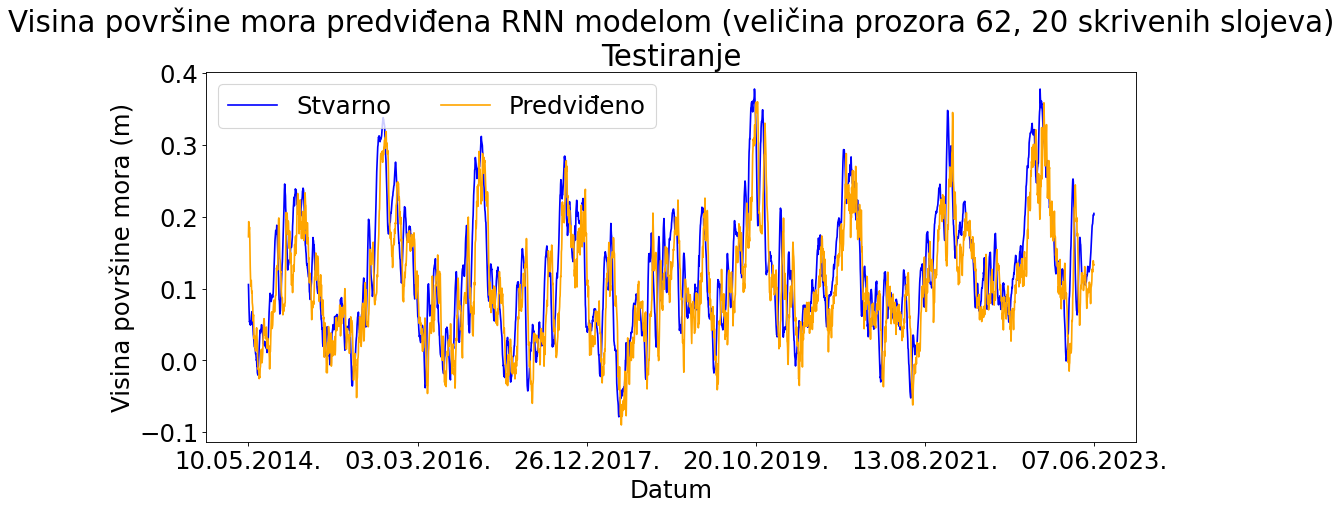 Visina površine mora predviđena RNN modelom (veličina prozora 62, 20 skrivenih slojeva)
Testiranje
Stvarno Predviđeno
Visina površine mora (m)
0.4
0.3
0.2
0.1
0.0
−0.1
10.05.2014. 03.03.2016. 26.12.2017. 20.10.2019. 13.08.2021. 07.06.2023.
Datum